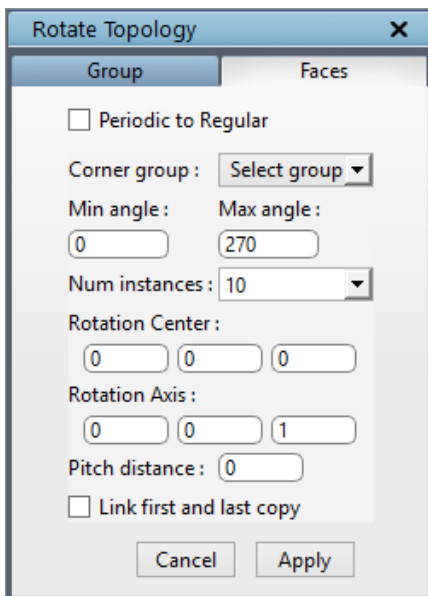 Rotate Topology
Group Faces
Periodic to Regular
Corner group : Select group
Min angle : Max angle :
0 270
Num instances : 10
Rotation Center :
0 0 0
Rotation Axis :
0 0 1
Pitch distance : 0
Link first and last copy
Cancel Apply